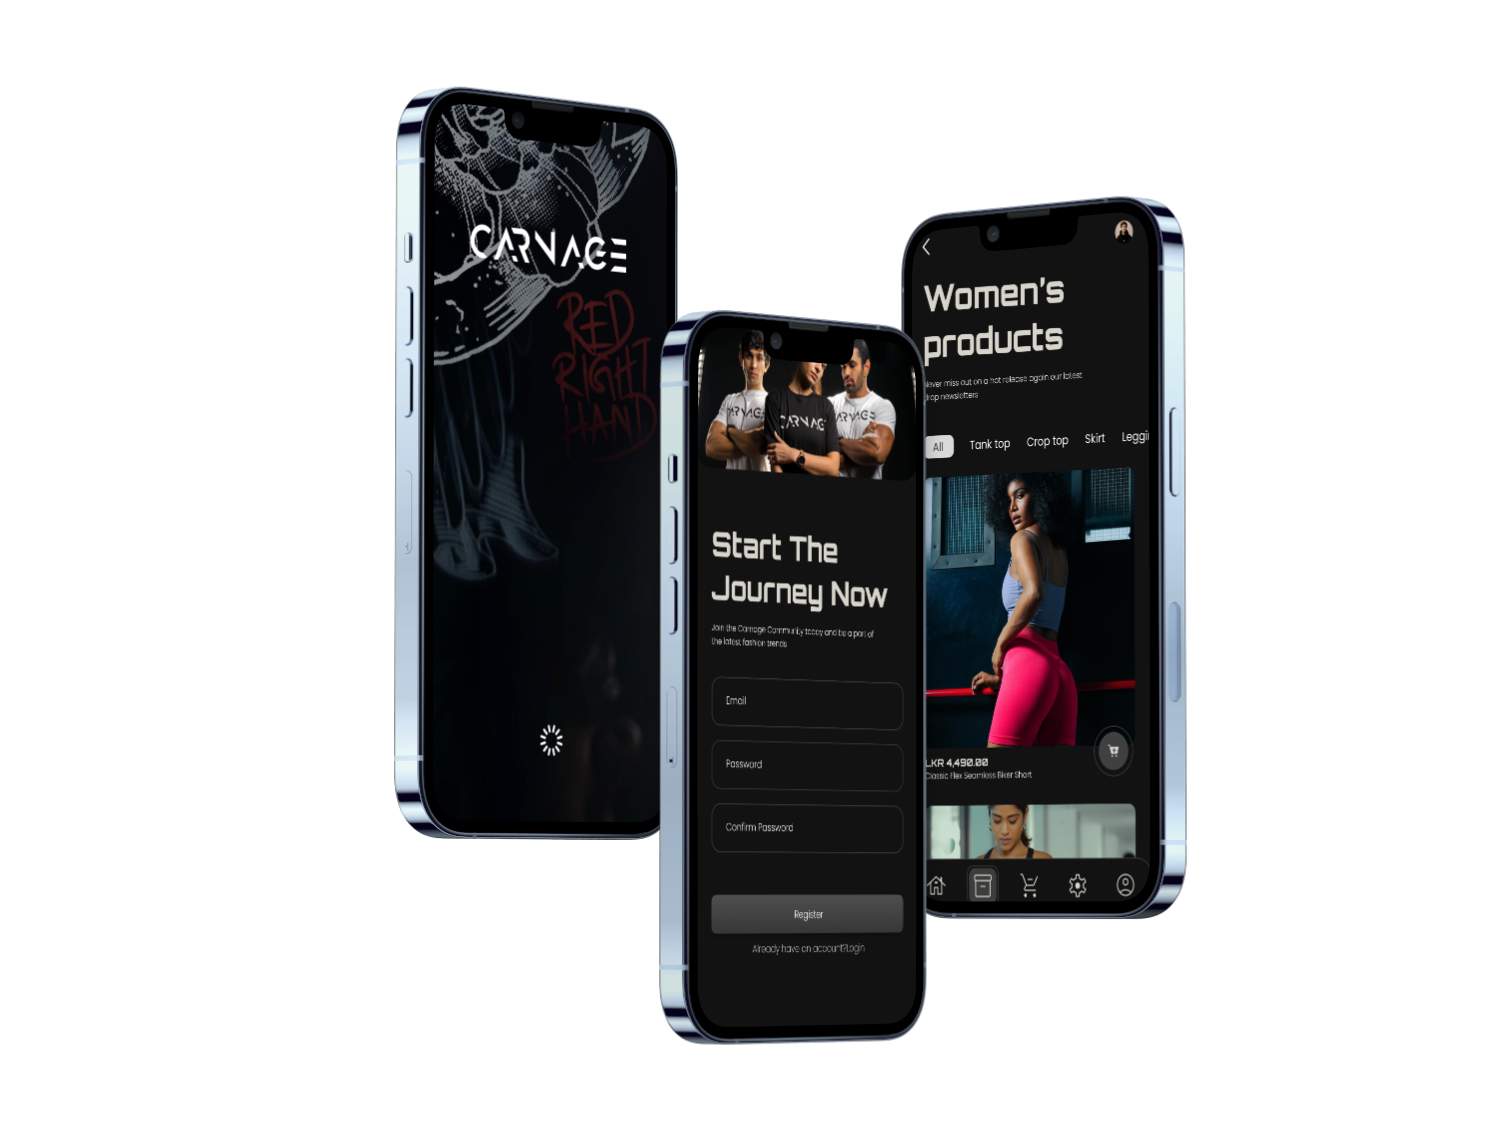 CARNAGE
RED
RIGHT
HAND
CARNAGE
CARNAGE
CARNAGE
Start The
Journey Now
Join the Carnage Community today and be a part of
the latest fashion trends
Email
Password
Confirm Password
Register
Already have an account?Login
Women's
products
Never miss out on a hot release again our latest
drop newsletters
All
Tank top
Crop top
Skirt
Leggi
LKR 4,490.00
Classic Flex Seamless Biker Short